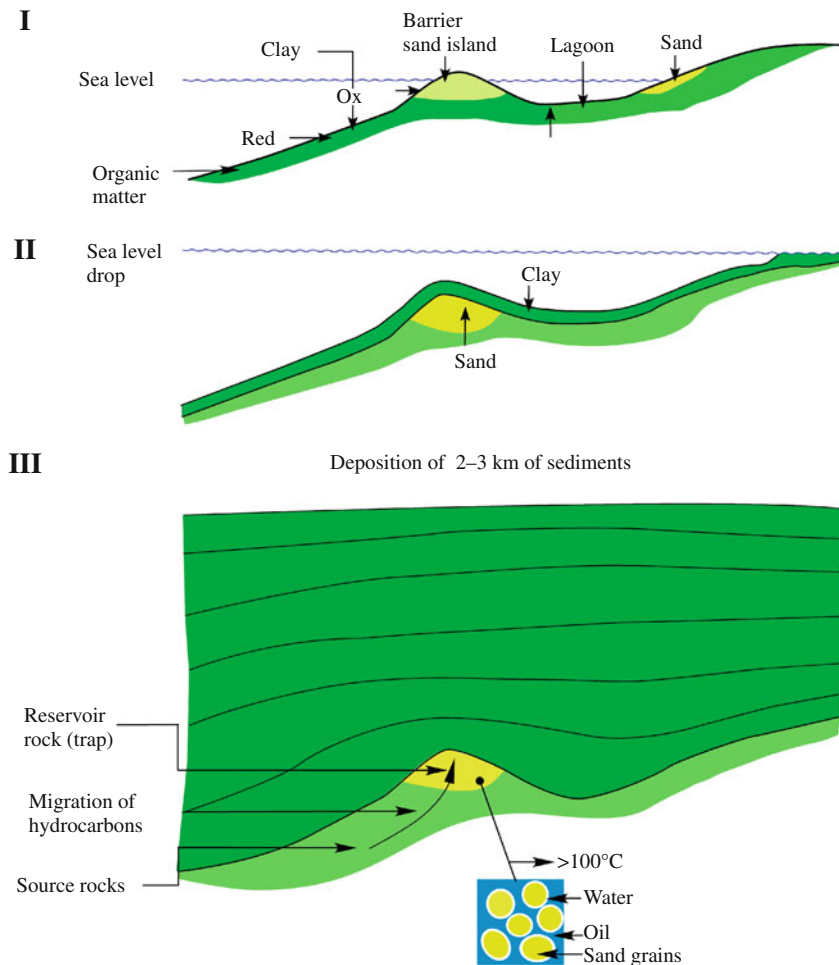 I
Barrier
sand island
Clay
Lagoon
Sand
Sea level
Ox
Red
Organic
matter
II
Sea level
drop
Clay
Sand
III
Deposition of 2–3 km of sediments
Reservoir
rock (trap)
Migration of
hydrocarbons
Source rocks
>100°C
Water
Oil
Sand grains